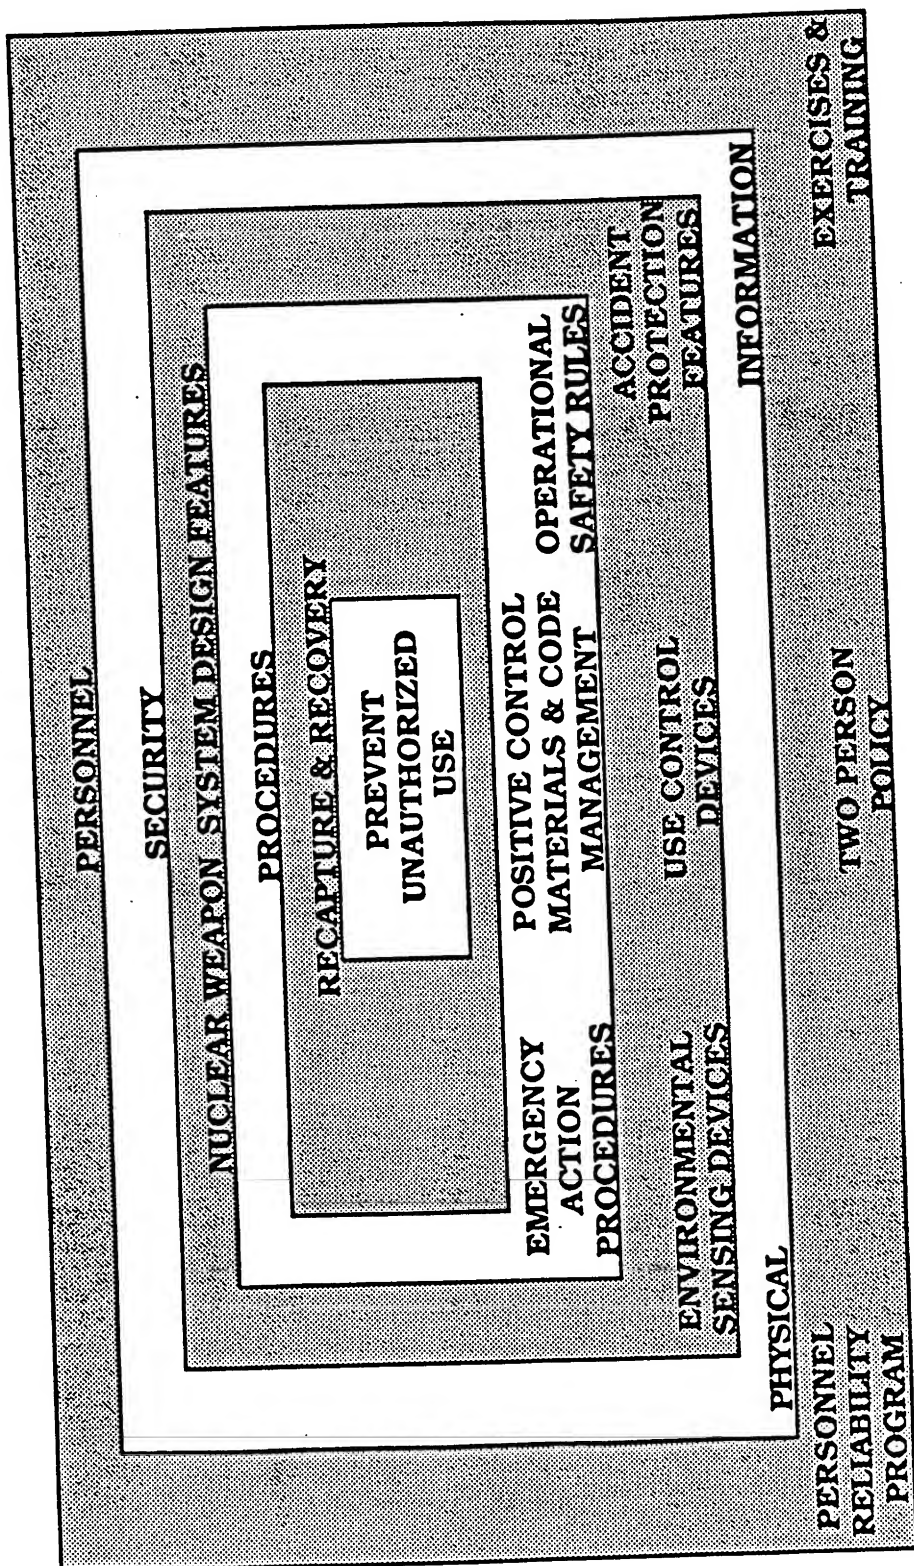 PERSONNEL
SECURITY
NUCLEAR WEAPON SYSTEM DESIGN FEATURES
PROCEDURES
RECAPTURE & RECOVERY
PREVENT
UNAUTHORIZED
USE
EMERGENCY
ACTION
PROCEDURES
POSITIVE CONTROL
MATERIALS & CODE
MANAGEMENT
OPERATIONAL
SAFETY RULES
ENVIRONMENTAL
SENSING DEVICES
USE CONTROL
DEVICES
ACCIDENT
PROTECTION
FEATURES
PHYSICAL
INFORMATION
PERSONNEL
RELIABILITY
PROGRAM
TWO PERSON
POLICY
EXERCISES &
TRAINING